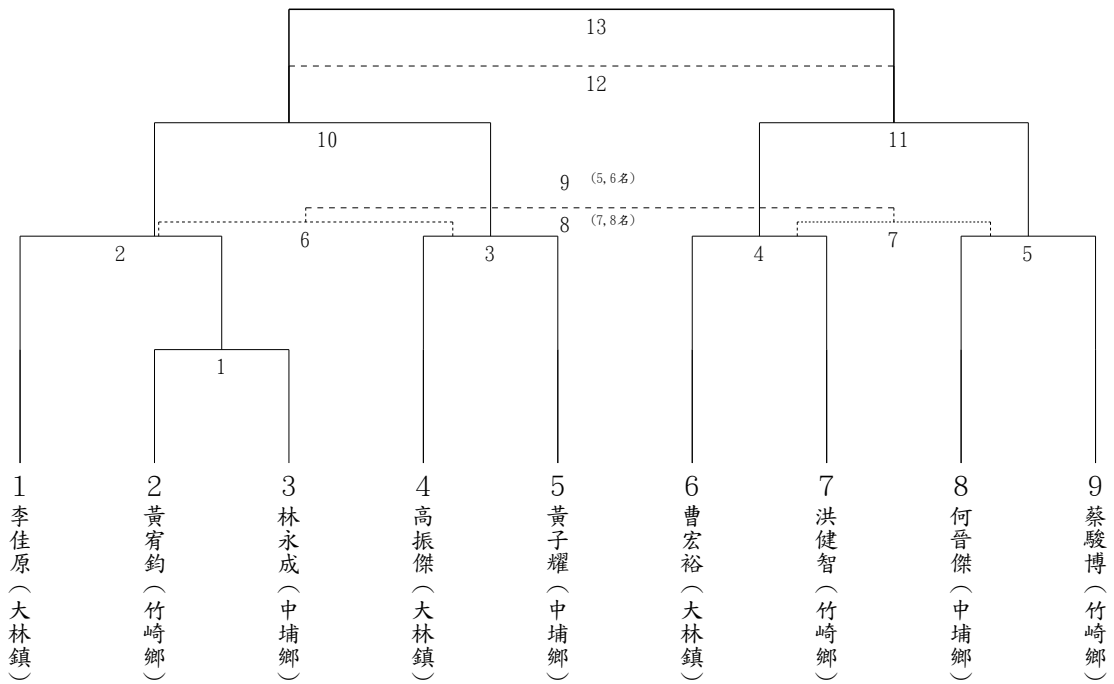 13
12
10
11
9 (5,6名)
8 (7,8名)
6
7
2
3
4
5
1
1 李佳原(大林鎮)
2 黃宥鈞(竹崎鄉)
3 林永成(中埔鄉)
4 高振傑(大林鎮)
5 黃子耀(中埔鄉)
6 曹宏裕(大林鎮)
7 洪健智(竹崎鄉)
8 何晉傑(中埔鄉)
9 蔡駿博(竹崎鄉)